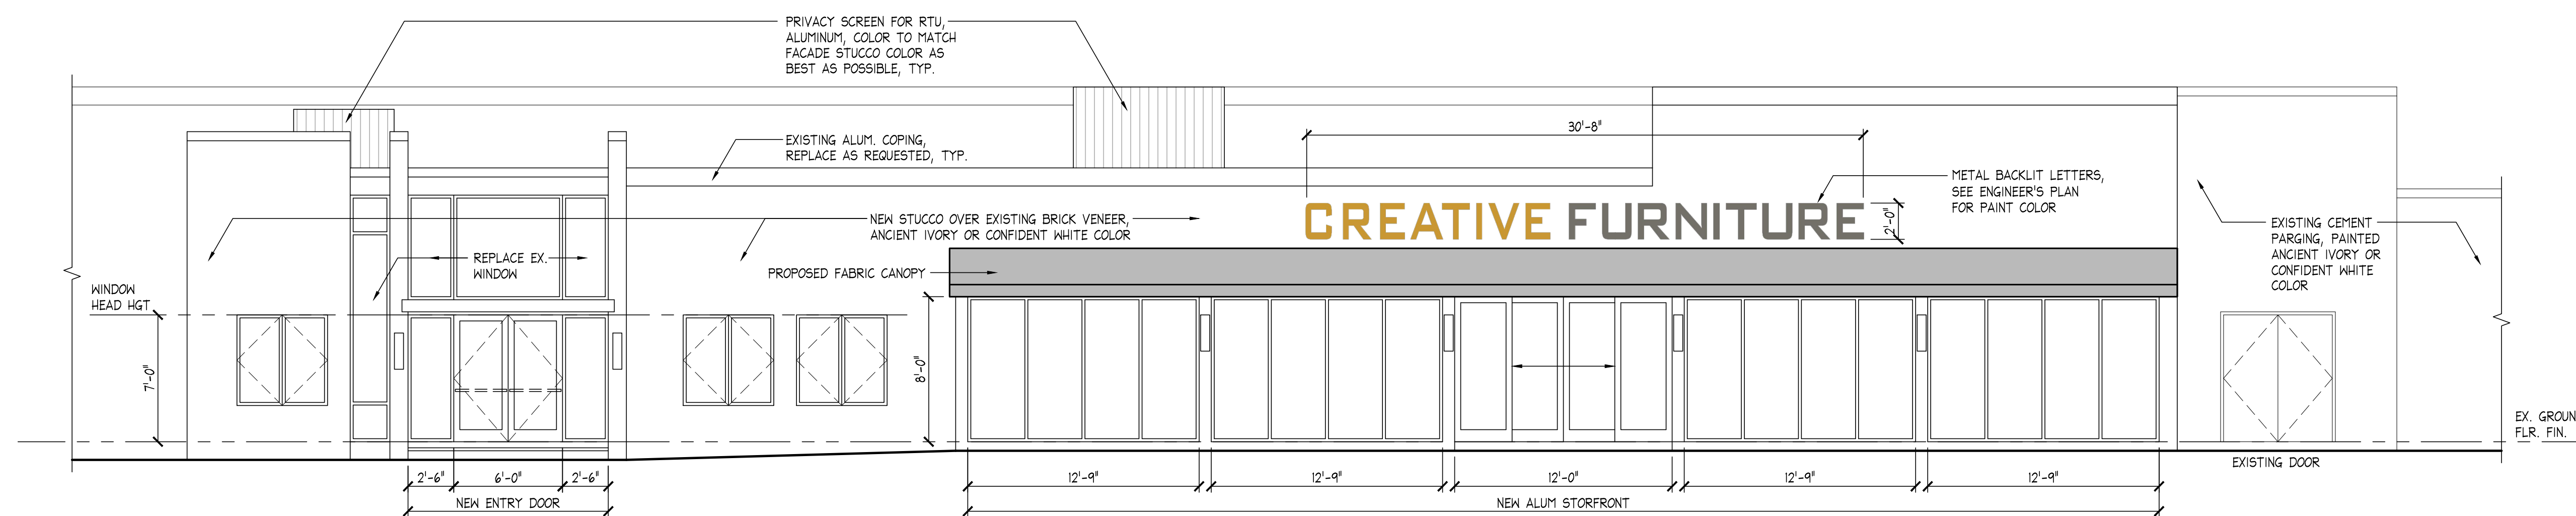 PRIVACY SCREEN FOR RTU,
ALUMINUM, COLOR TO MATCH
FACADE STUCCO COLOR AS
BEST AS POSSIBLE, TYP.
EXISTING ALUM. COPING,
REPLACE AS REQUESTED, TYP.
30'-8"
METAL BACKLIT LETTERS,
SEE ENGINEER'S PLAN
FOR PAINT COLOR
CREATIVE FURNITURE
2'-0"
NEW STUCCO OVER EXISTING BRICK VENEER,
ANCIENT IVORY OR CONFIDENT WHITE COLOR
EXISTING CEMENT
PARGING, PAINTED
ANCIENT IVORY OR
CONFIDENT WHITE
COLOR
REPLACE EX.
WINDOW
PROPOSED FABRIC CANOPY
WINDOW
HEAD HGT
7'-0"
8'-0"
EX. GROUN
FLR. FIN.
EXISTING DOOR
2'-6"
6'-0"
2'-6"
12'-9"
12'-9"
12'-0"
12'-9"
12'-9"
NEW ENTRY DOOR
NEW ALUM STORFRONT